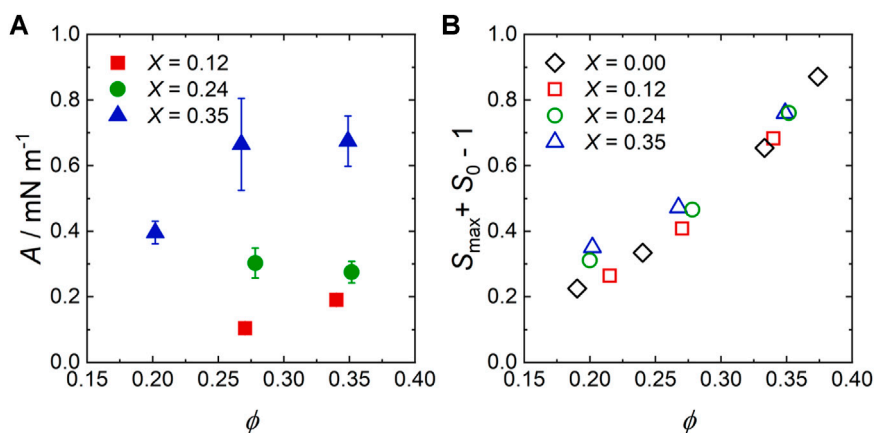 A
A / mN m⁻¹
1.0
0.8
0.6
0.4
0.2
0.0
X = 0.12
X = 0.24
X = 0.35
0.15 0.20 0.25 0.30 0.35 0.40
ϕ
B
Sₘₐₓ + S₀ - 1
1.0
0.8
0.6
0.4
0.2
0.0
X = 0.00
X = 0.12
X = 0.24
X = 0.35
0.15 0.20 0.25 0.30 0.35 0.40
ϕ